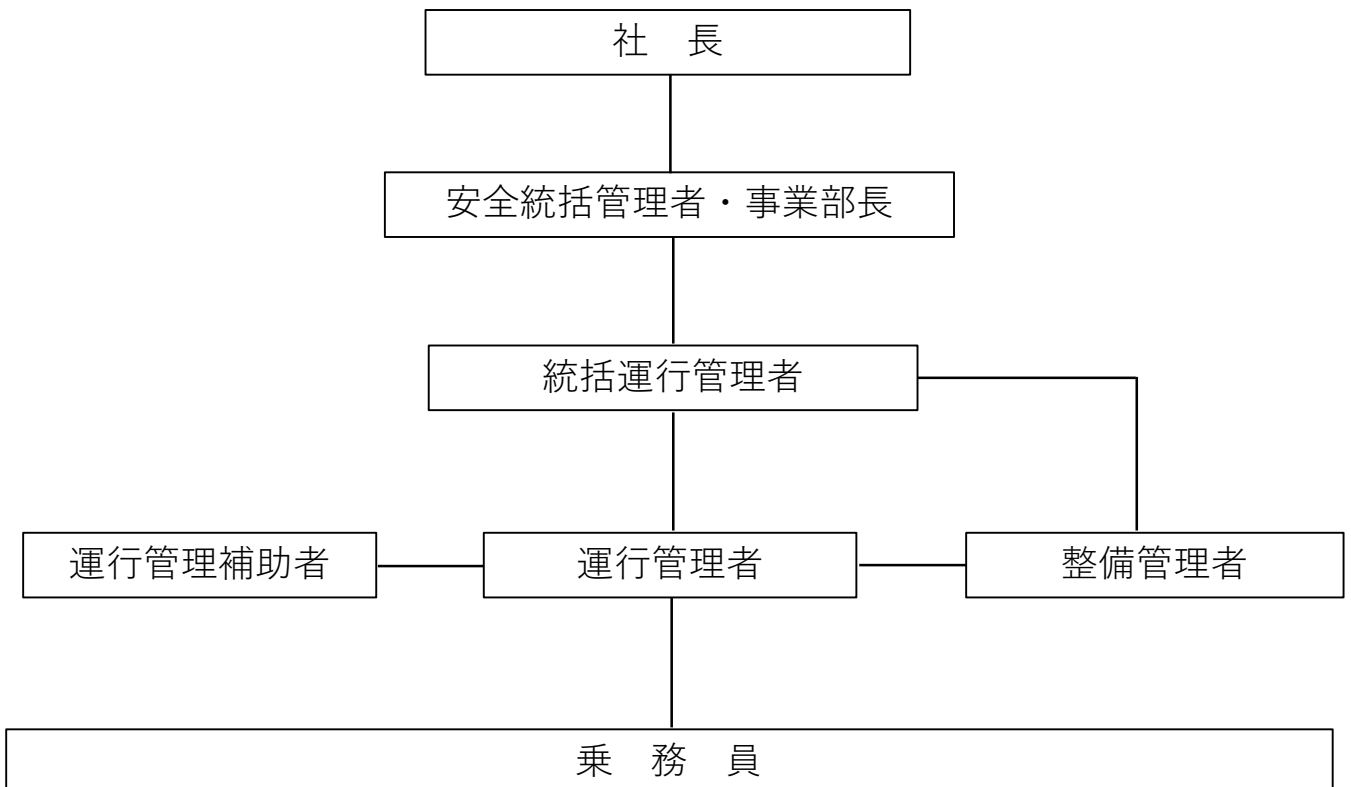 社　長
安全統括管理者・事業部長
統括運行管理者
運行管理補助者
運行管理者
整備管理者
乗　務　員